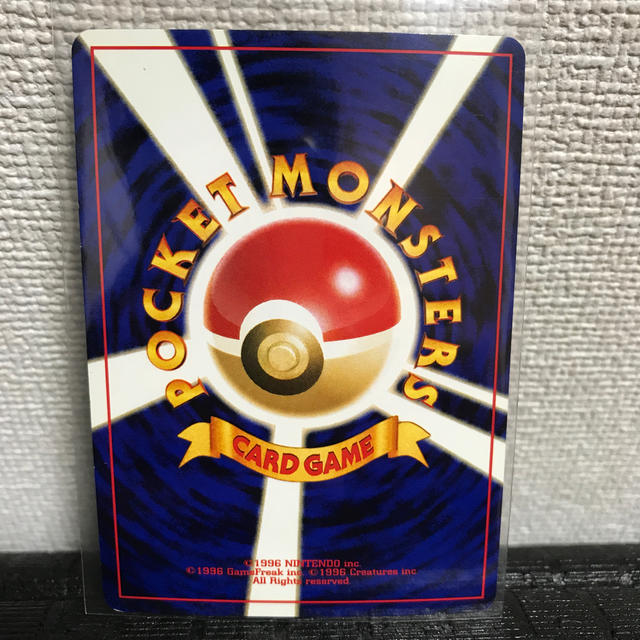 POCKET MONSTERS
CARD GAME
©1996 NINTENDO inc.
©1996 GameFreak inc. ©1996 Creatures inc
All Rights reserved.